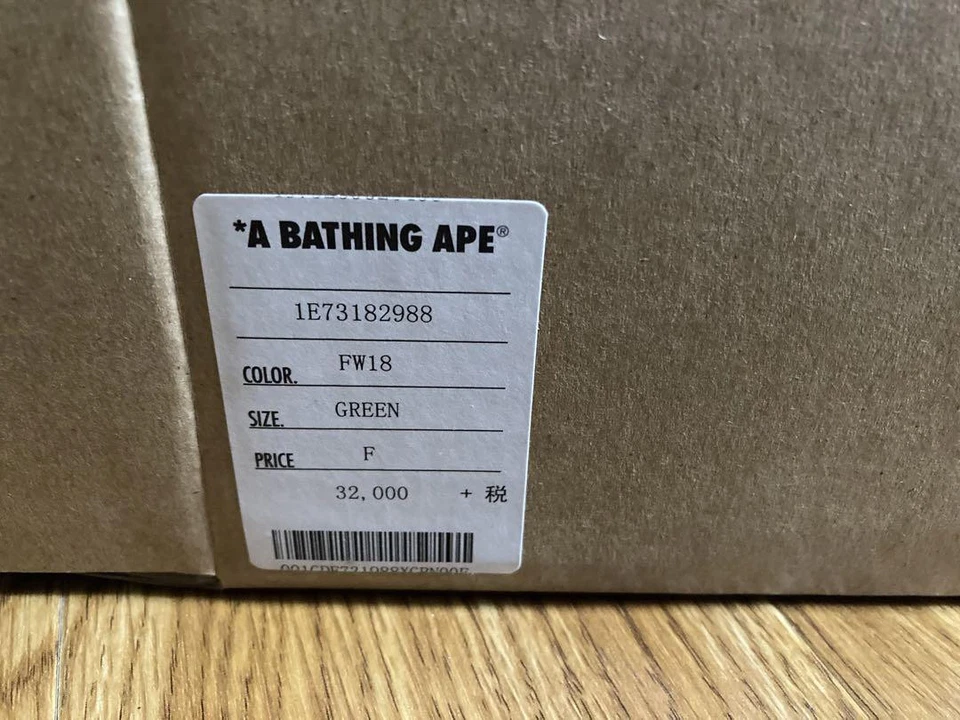 *A BATHING APE®
1E73182988
COLOR. FW18
SIZE. GREEN
PRICE F
32,000 + 税